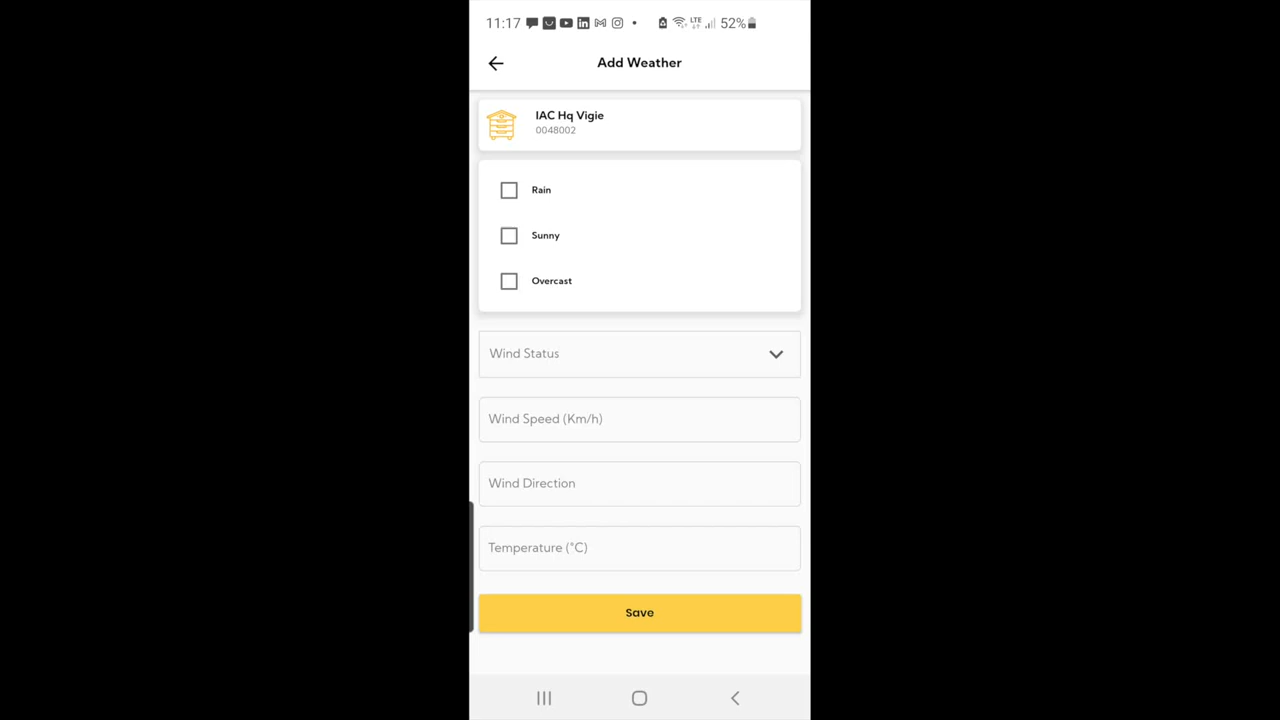 11:17 LTE 52%
Add Weather
IAC Hq Vigie
0048002
Rain
Sunny
Overcast
Wind Status
Wind Speed (Km/h)
Wind Direction
Temperature (°C)
Save